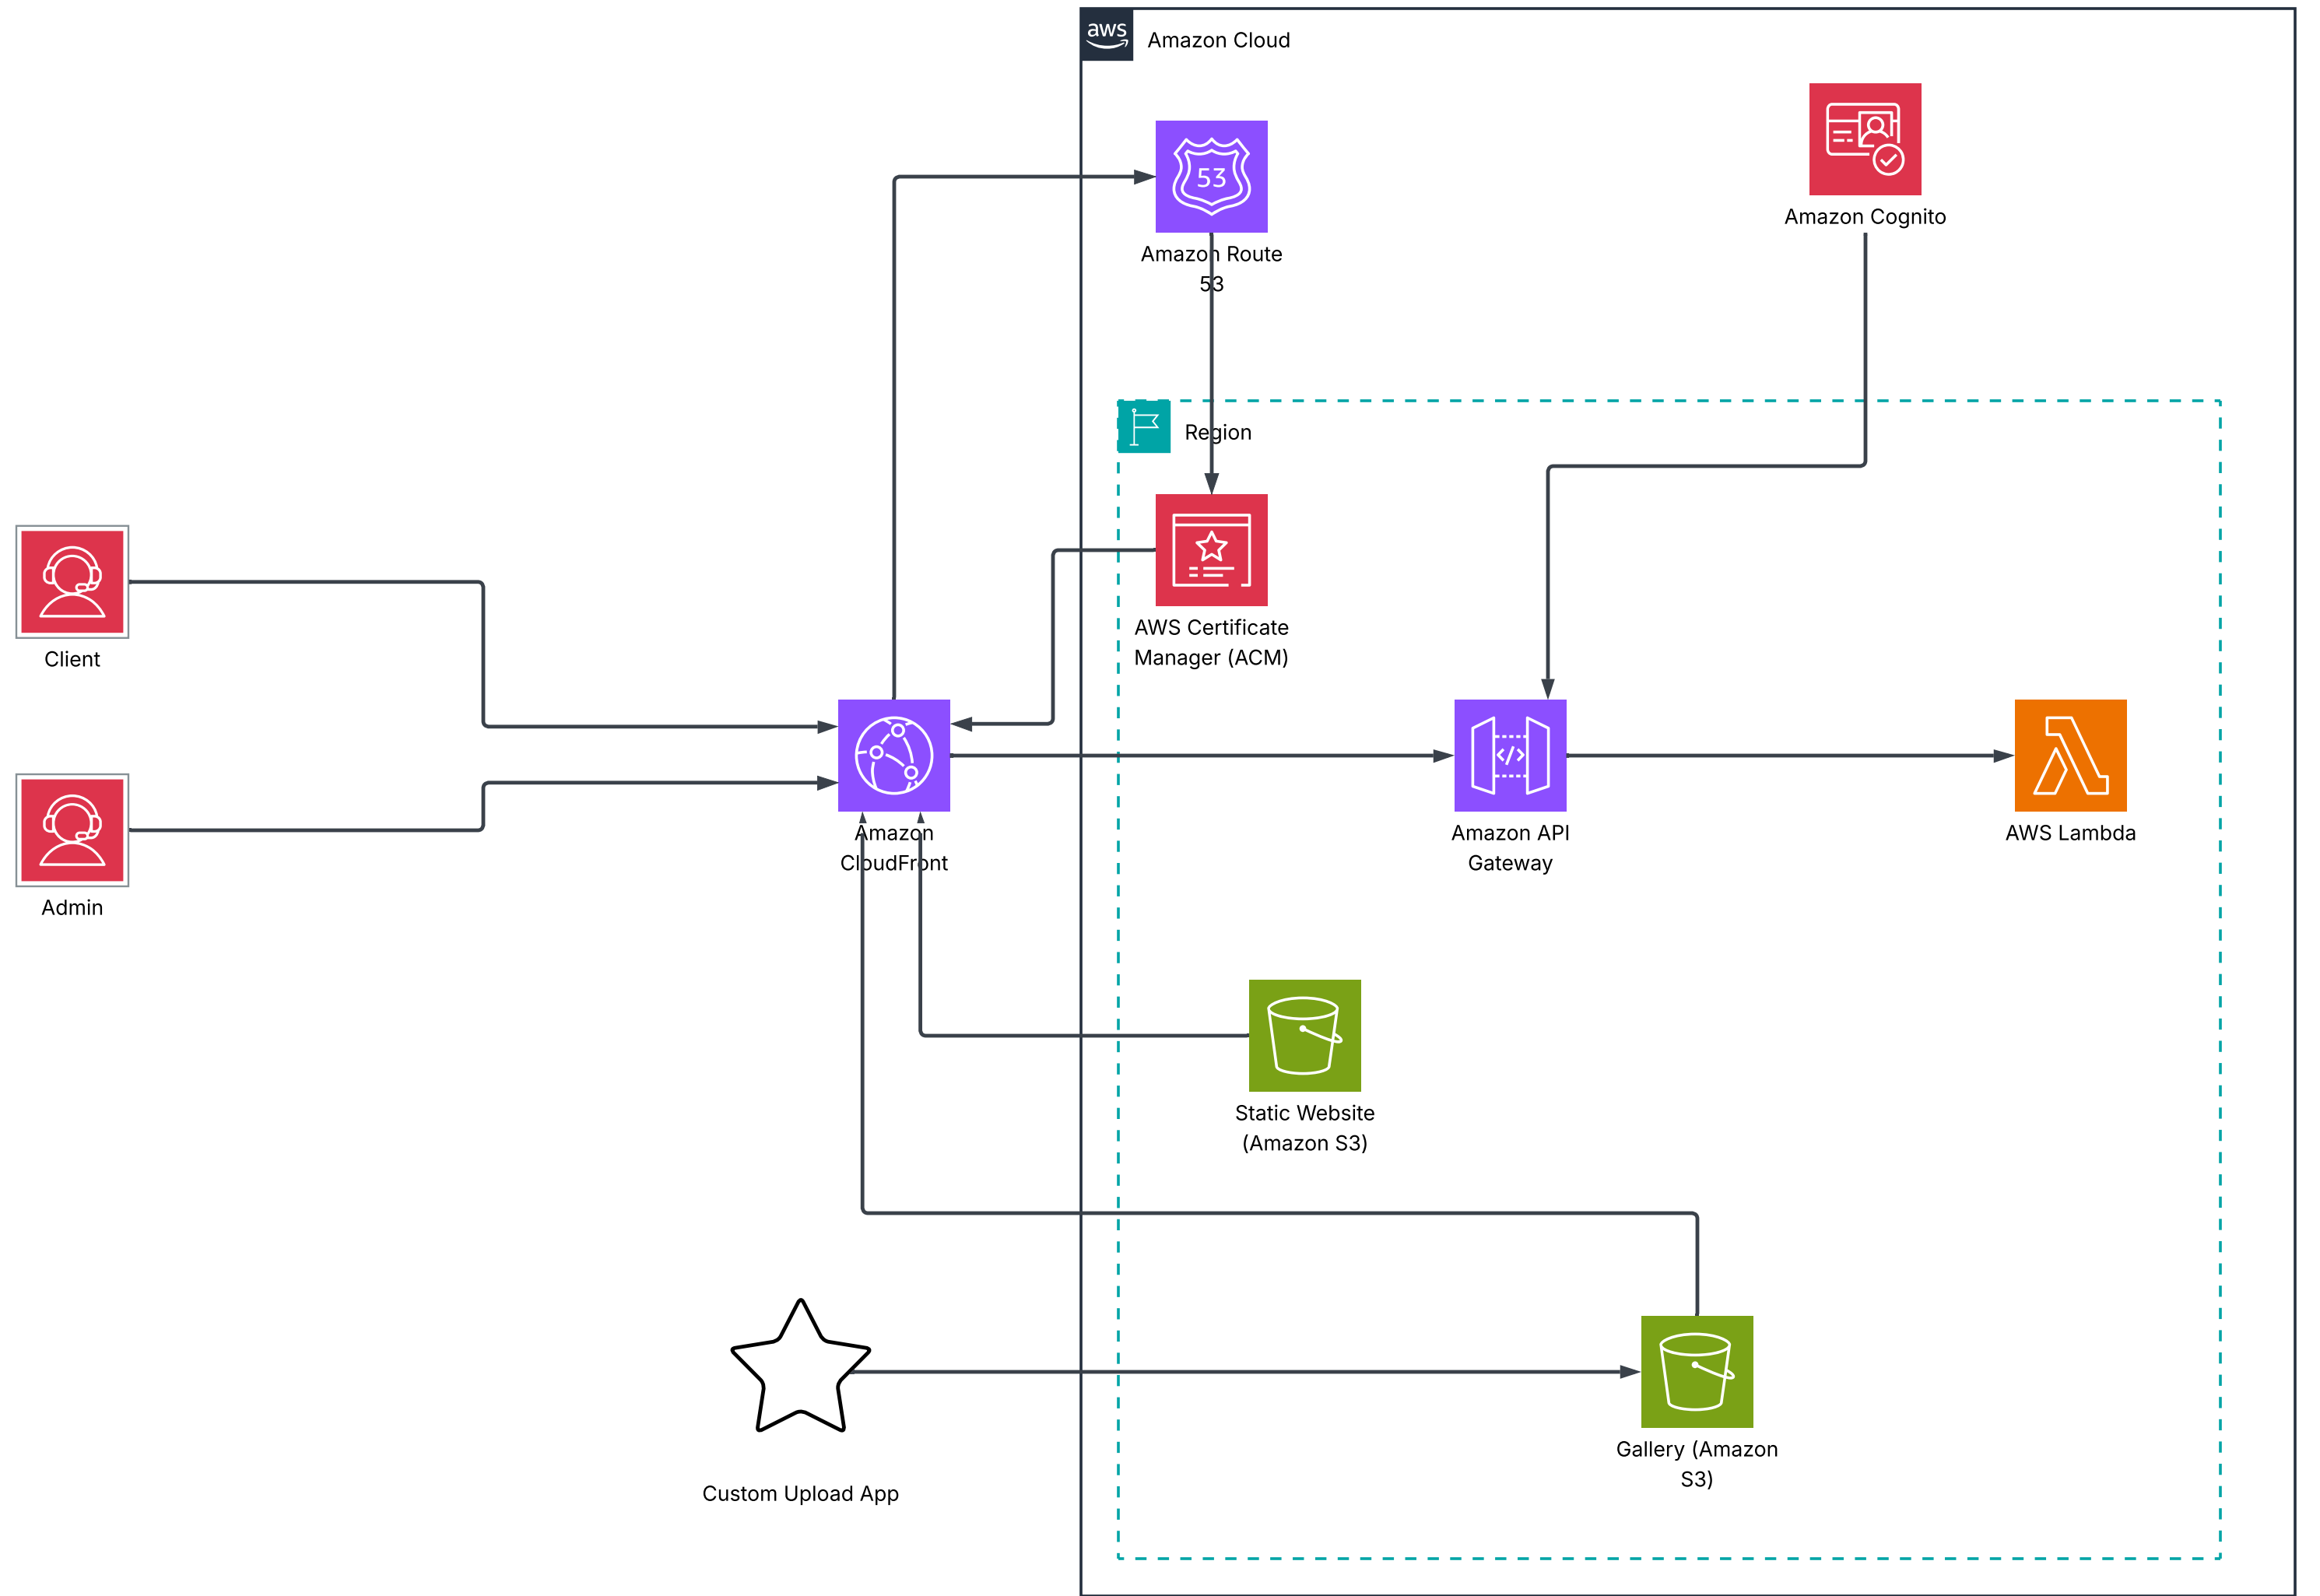 aws
Amazon Cloud
53
Amazon Route
53
Amazon Cognito
Region
AWS Certificate
Manager (ACM)
Client
Admin
Amazon
CloudFront
Amazon API
Gateway
AWS Lambda
Static Website
(Amazon S3)
Gallery (Amazon
S3)
Custom Upload App